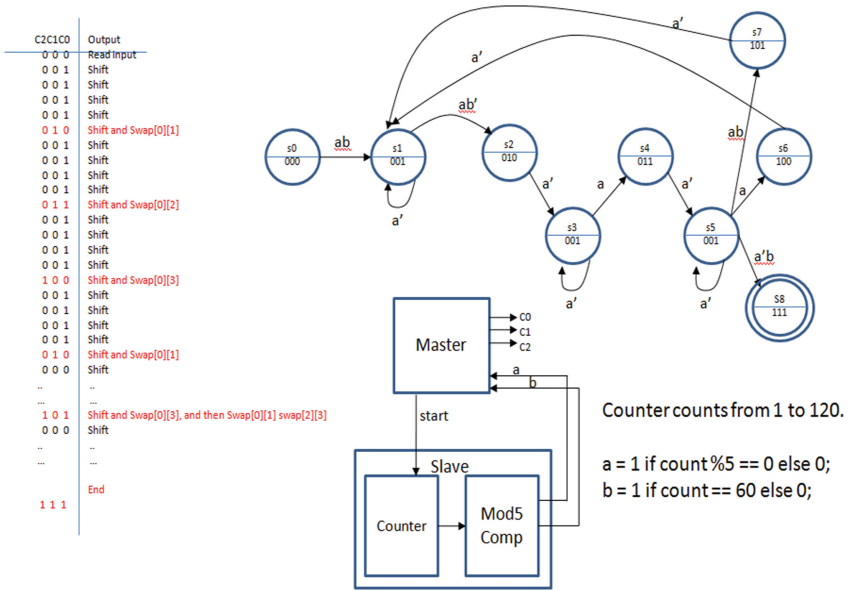 C2C1C0 Output
0 0 0 Read Input
0 0 1 Shift
0 0 1 Shift
0 0 1 Shift
0 0 1 Shift
0 1 0 Shift and Swap[0][1]
0 0 1 Shift
0 0 1 Shift
0 0 1 Shift
0 0 1 Shift
0 1 1 Shift and Swap[0][2]
0 0 1 Shift
0 0 1 Shift
0 0 1 Shift
0 0 1 Shift
1 0 0 Shift and Swap[0][3]
0 0 1 Shift
0 0 1 Shift
0 0 1 Shift
0 0 1 Shift
0 1 0 Shift and Swap[0][1]
0 0 0 Shift
.. ..
... ...
1 0 1 Shift and Swap[0][3], and then Swap[0][1] swap[2][3]
0 0 0 Shift
.. ..
... ...
End
1 1 1
s0
000
ab
s1
001
a’
ab’
s2
010
a’
s3
001
a’
a
s4
011
a’
s5
001
a’
a
s6
100
a’
ab
s7
101
a’
a’b
S8
111
Master
C0
C1
C2
a
b
start
Slave
Counter
Mod5
Comp
Counter counts from 1 to 120.
a = 1 if count %5 == 0 else 0;
b = 1 if count == 60 else 0;